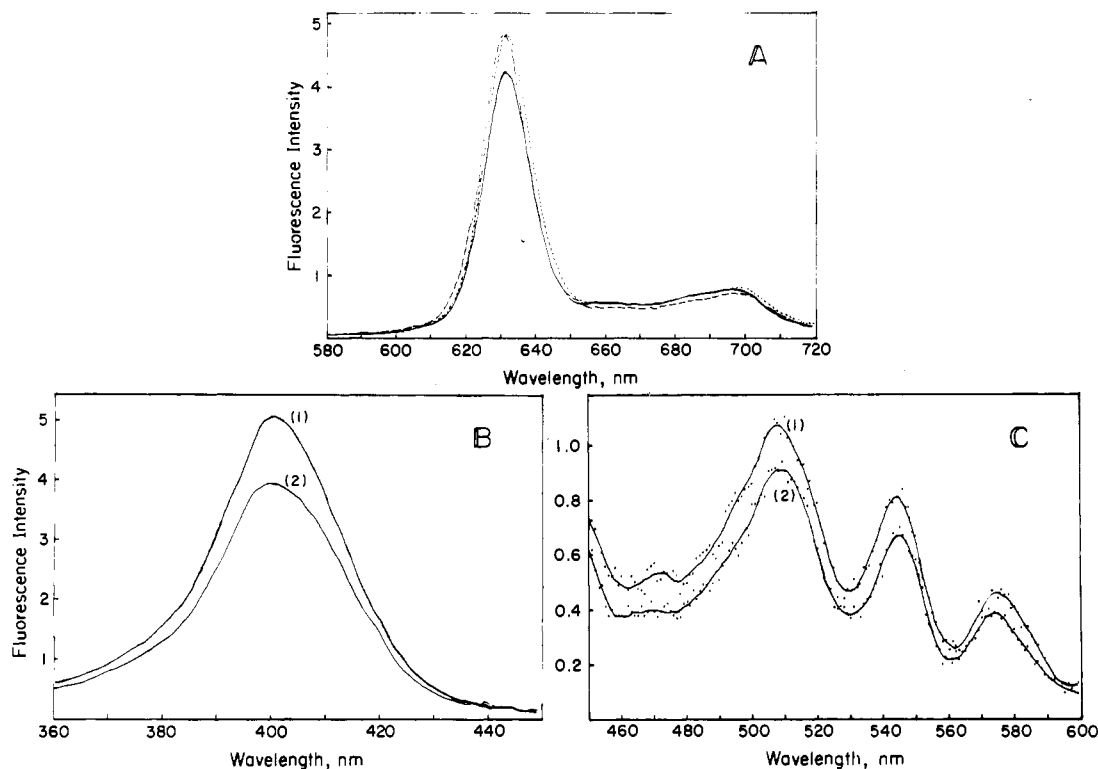 5
4
3
2
1
Fluorescence Intensity
A
580 600 620 640 660 680 700 720
Wavelength, nm
5
4
3
2
1
Fluorescence Intensity
(1)
(2)
B
360 380 400 420 440
Wavelength, nm
1.0
0.8
0.6
0.4
0.2
(1)
(2)
C
460 480 500 520 540 560 580 600
Wavelength, nm